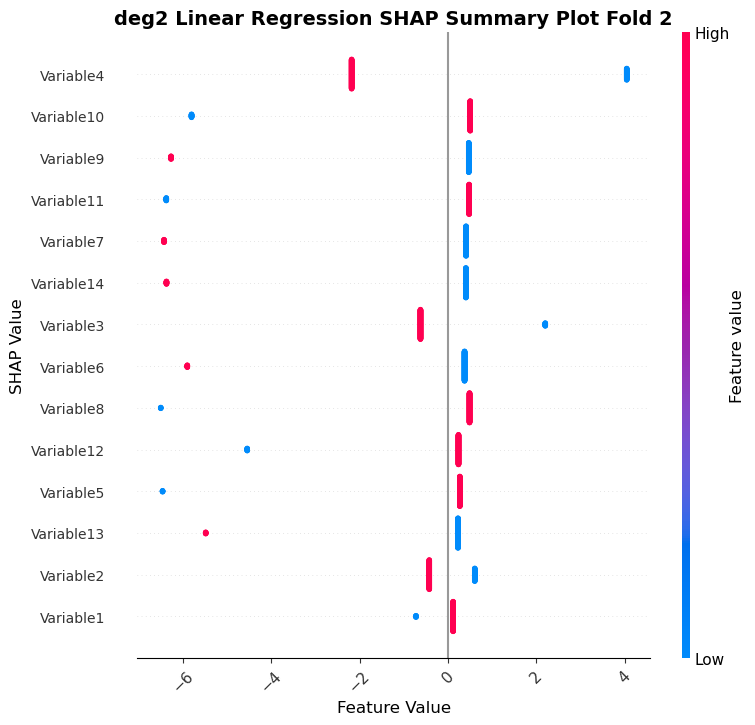 deg2 Linear Regression SHAP Summary Plot Fold 2
High
Variable4
Variable10
Variable9
Variable11
Variable7
Variable14
Variable3
Variable6
Variable8
Variable12
Variable5
Variable13
Variable2
Variable1
SHAP Value
Feature value
Low
−6
−4
−2
0
2
4
Feature Value